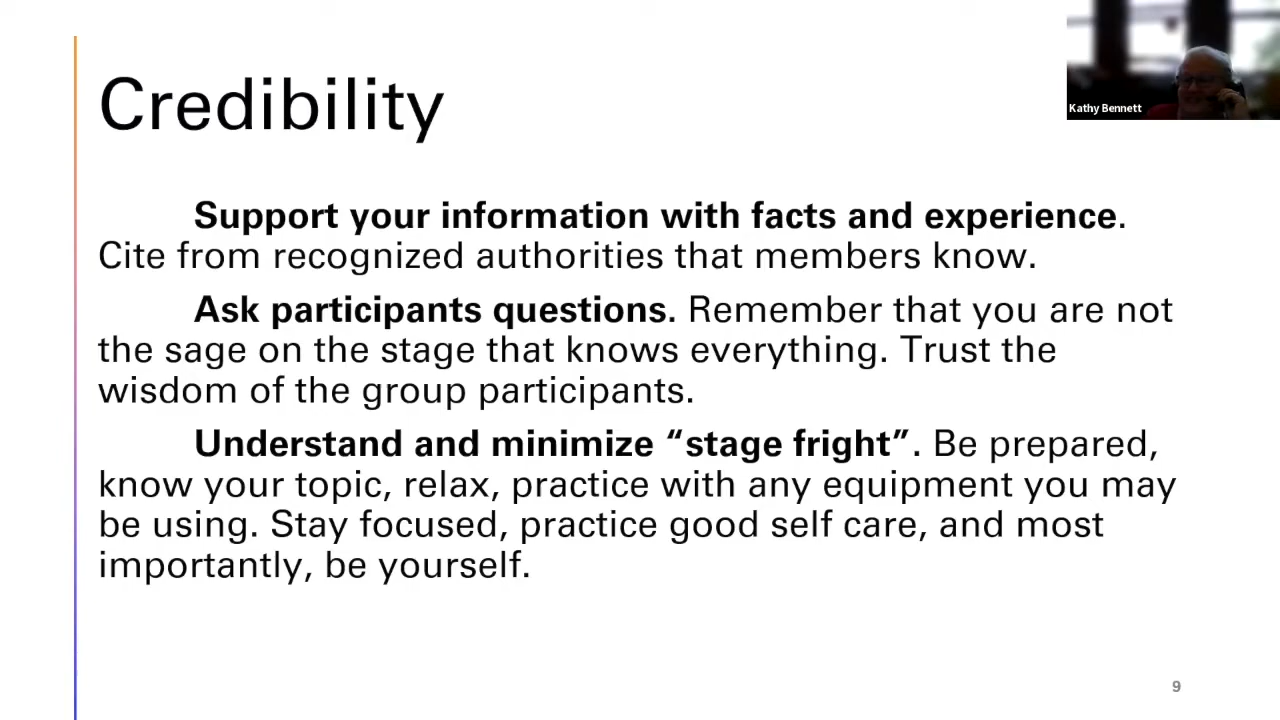 Credibility
Kathy Bennett
Support your information with facts and experience.
Cite from recognized authorities that members know.
Ask participants questions. Remember that you are not
the sage on the stage that knows everything. Trust the
wisdom of the group participants.
Understand and minimize “stage fright”. Be prepared,
know your topic, relax, practice with any equipment you may
be using. Stay focused, practice good self care, and most
importantly, be yourself.
9